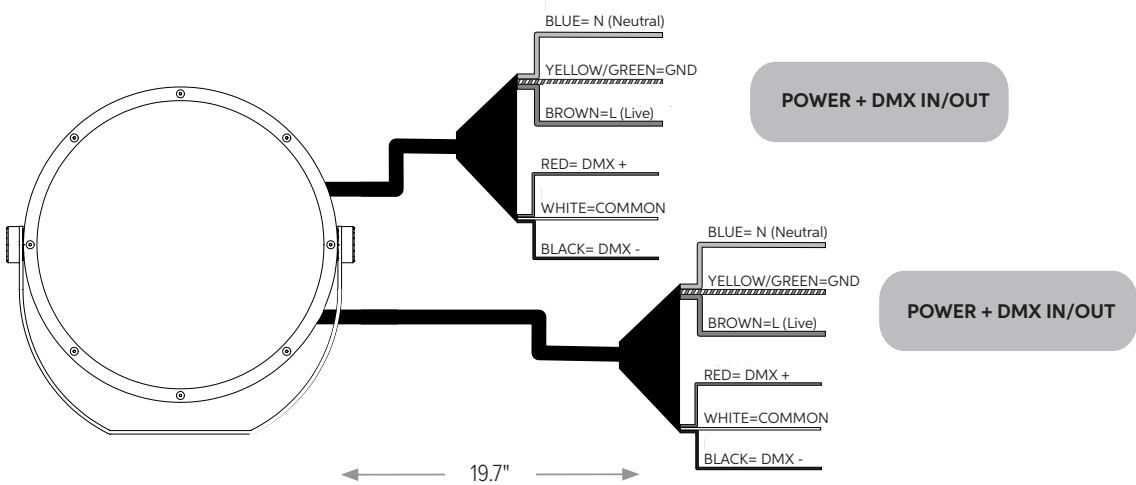 BLUE= N (Neutral)
YELLOW/GREEN=GND
POWER + DMX IN/OUT
BROWN=L (Live)
RED= DMX +
WHITE=COMMON
BLACK= DMX -
BLUE= N (Neutral)
YELLOW/GREEN=GND
POWER + DMX IN/OUT
BROWN=L (Live)
RED= DMX +
WHITE=COMMON
BLACK= DMX -
19.7"